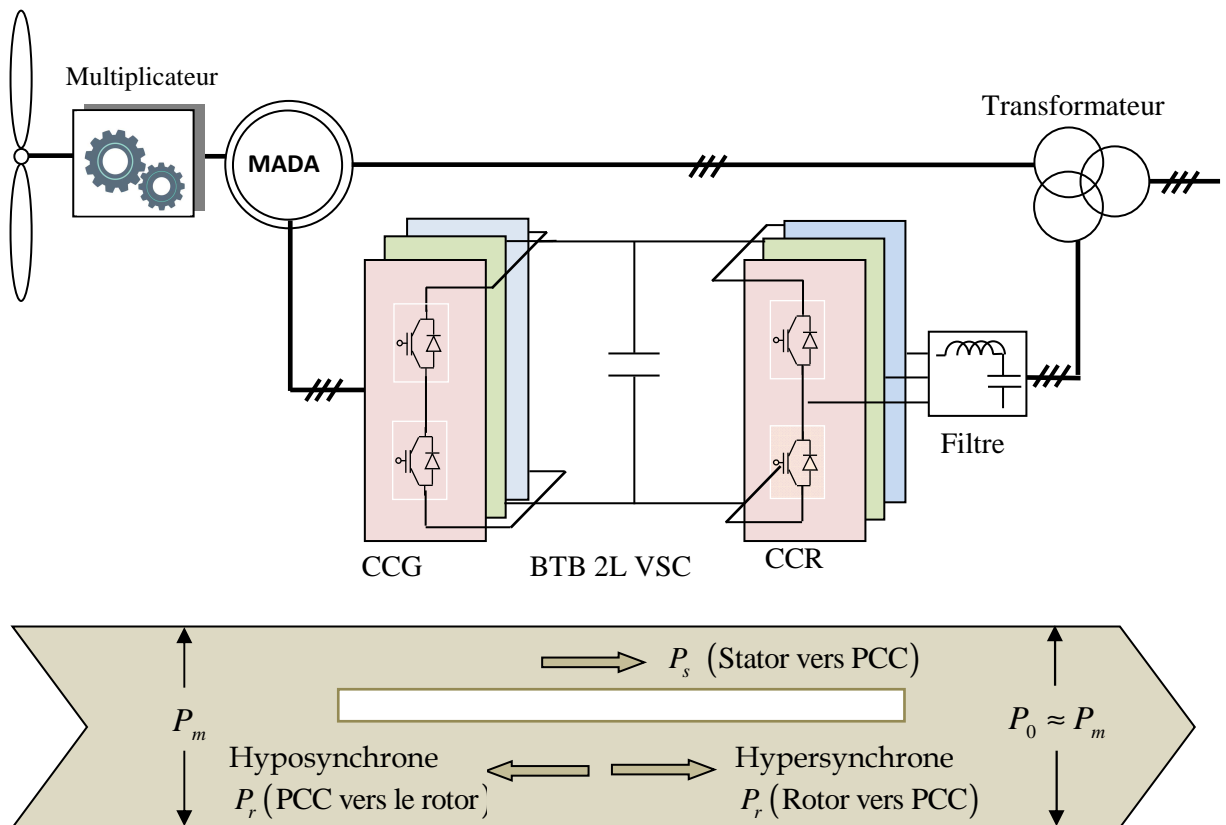 Multiplicateur
Transformateur
MADA
Filtre
CCG
BTB 2L VSC
CCR
P_s (Stator vers PCC)
P_m
P_0 ≈ P_m
Hyposynchrone
P_r (PCC vers le rotor)
Hypersynchrone
P_r (Rotor vers PCC)